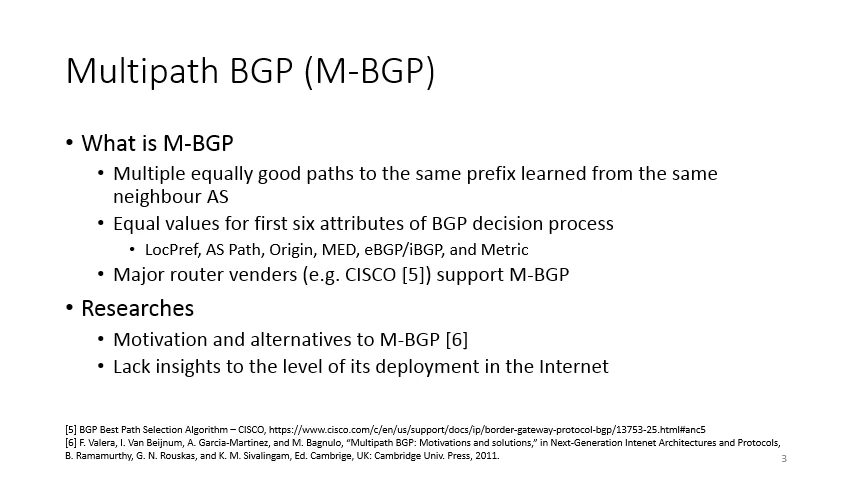 Multipath BGP (M-BGP)
• What is M-BGP
• Multiple equally good paths to the same prefix learned from the same
neighbour AS
• Equal values for first six attributes of BGP decision process
• LocPref, AS Path, Origin, MED, eBGP/iBGP, and Metric
• Major router venders (e.g. CISCO [5]) support M-BGP
• Researches
• Motivation and alternatives to M-BGP [6]
• Lack insights to the level of its deployment in the Internet
[5] BGP Best Path Selection Algorithm – CISCO, https://www.cisco.com/c/en/us/support/docs/ip/border-gateway-protocol-bgp/13753-25.html#anc5
[6] F. Valera, I. Van Beijnum, A. Garcia-Martinez, and M. Bagnulo, “Multipath BGP: Motivations and solutions,” in Next-Generation Intenet Architectures and Protocols,
B. Ramamurthy, G. N. Rouskas, and K. M. Sivalingam, Ed. Cambrige, UK: Cambridge Univ. Press, 2011.
3